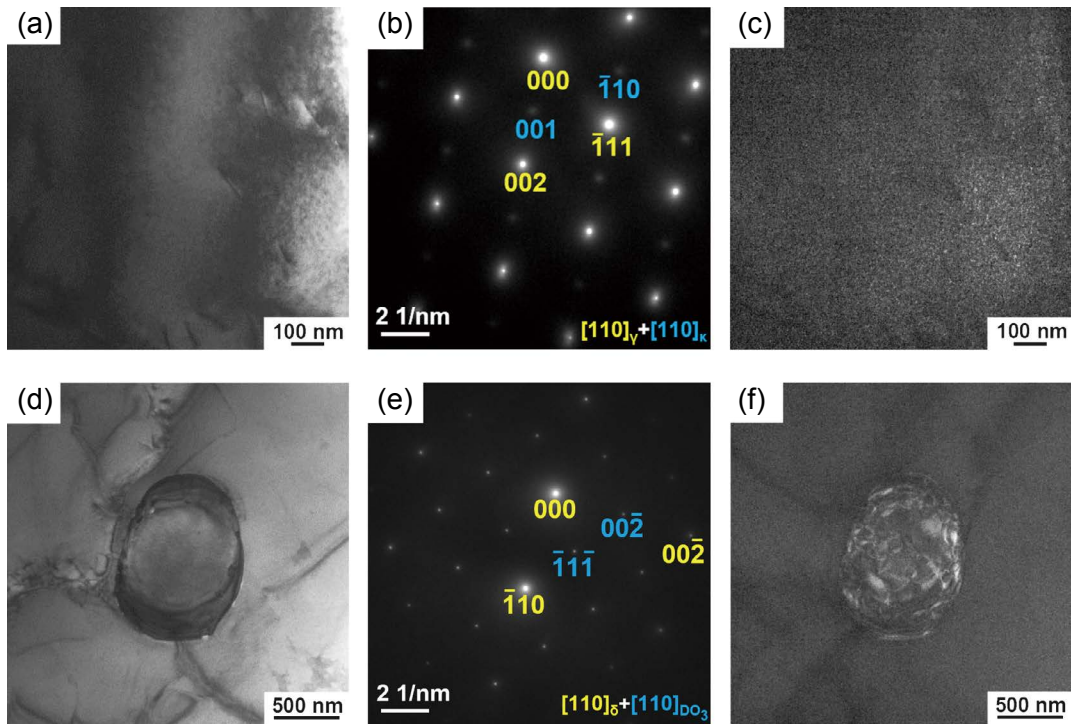 (a)
100 nm
(b)
000
1̄10
001
1̄11
002
2 1/nm
[110]γ+[110]κ
(c)
100 nm
(d)
500 nm
(e)
000
002̄
1̄11̄
002̄
1̄10
2 1/nm
[110]δ+[110]DO₃
(f)
500 nm